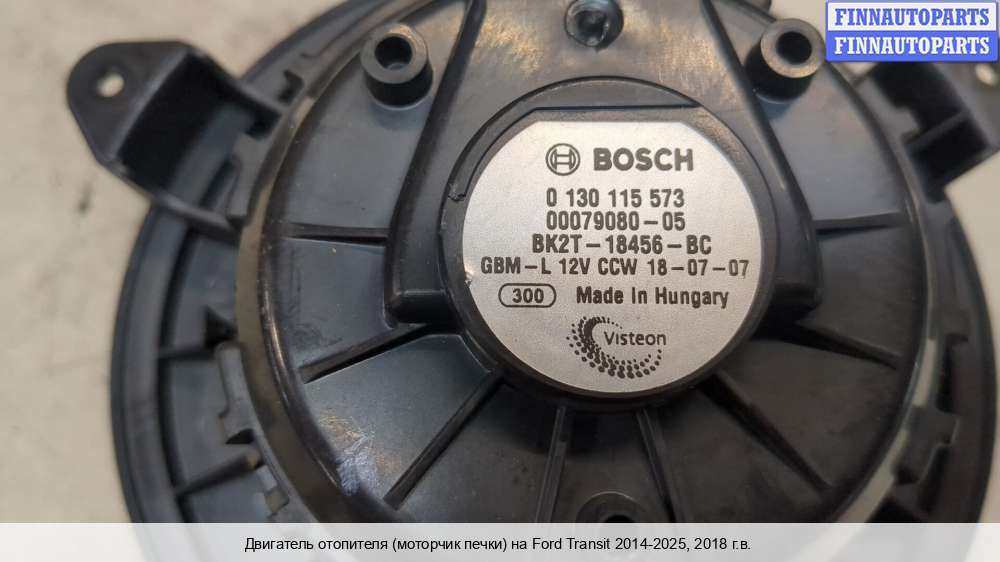 FINNAUTOPARTS
FINNAUTOPARTS
BOSCH
0 130 115 573
00079080-05
BK2T-18456-BC
GBM-L 12V CCW 18-07-07
300 Made In Hungary
Visteon
Двигатель отопителя (моторчик печки) на Ford Transit 2014-2025, 2018 г.в.